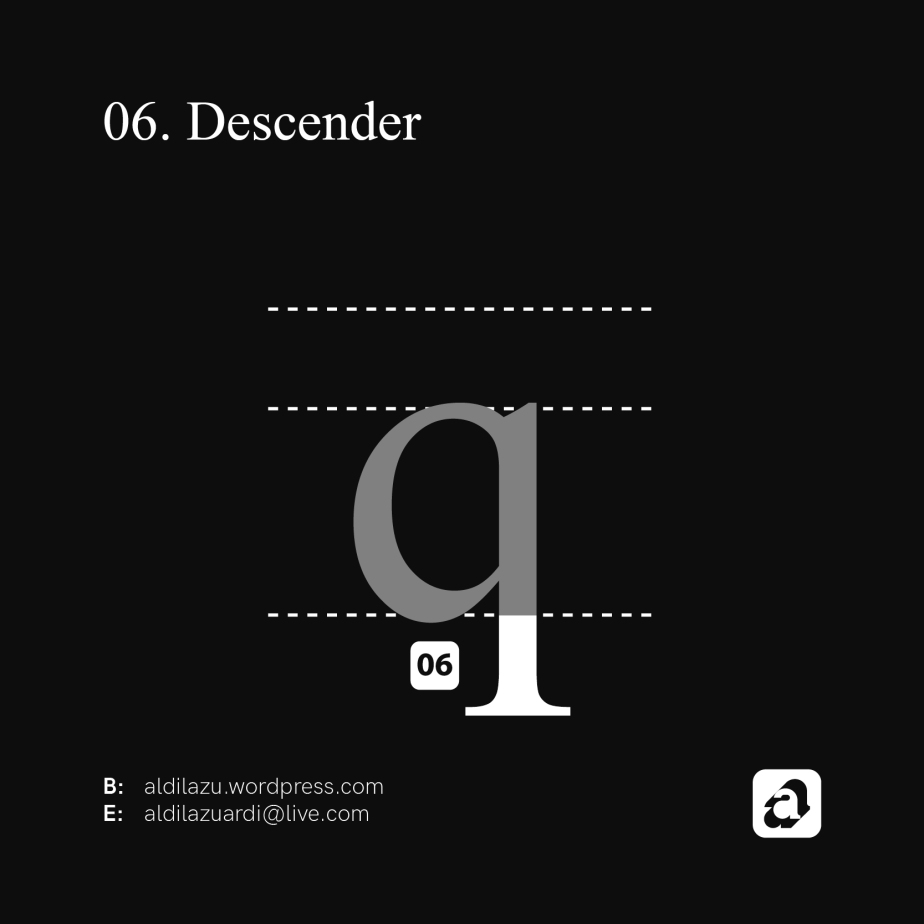 06. Descender
q
06
B: aldilazu.wordpress.com
E: aldilazuardi@live.com
a